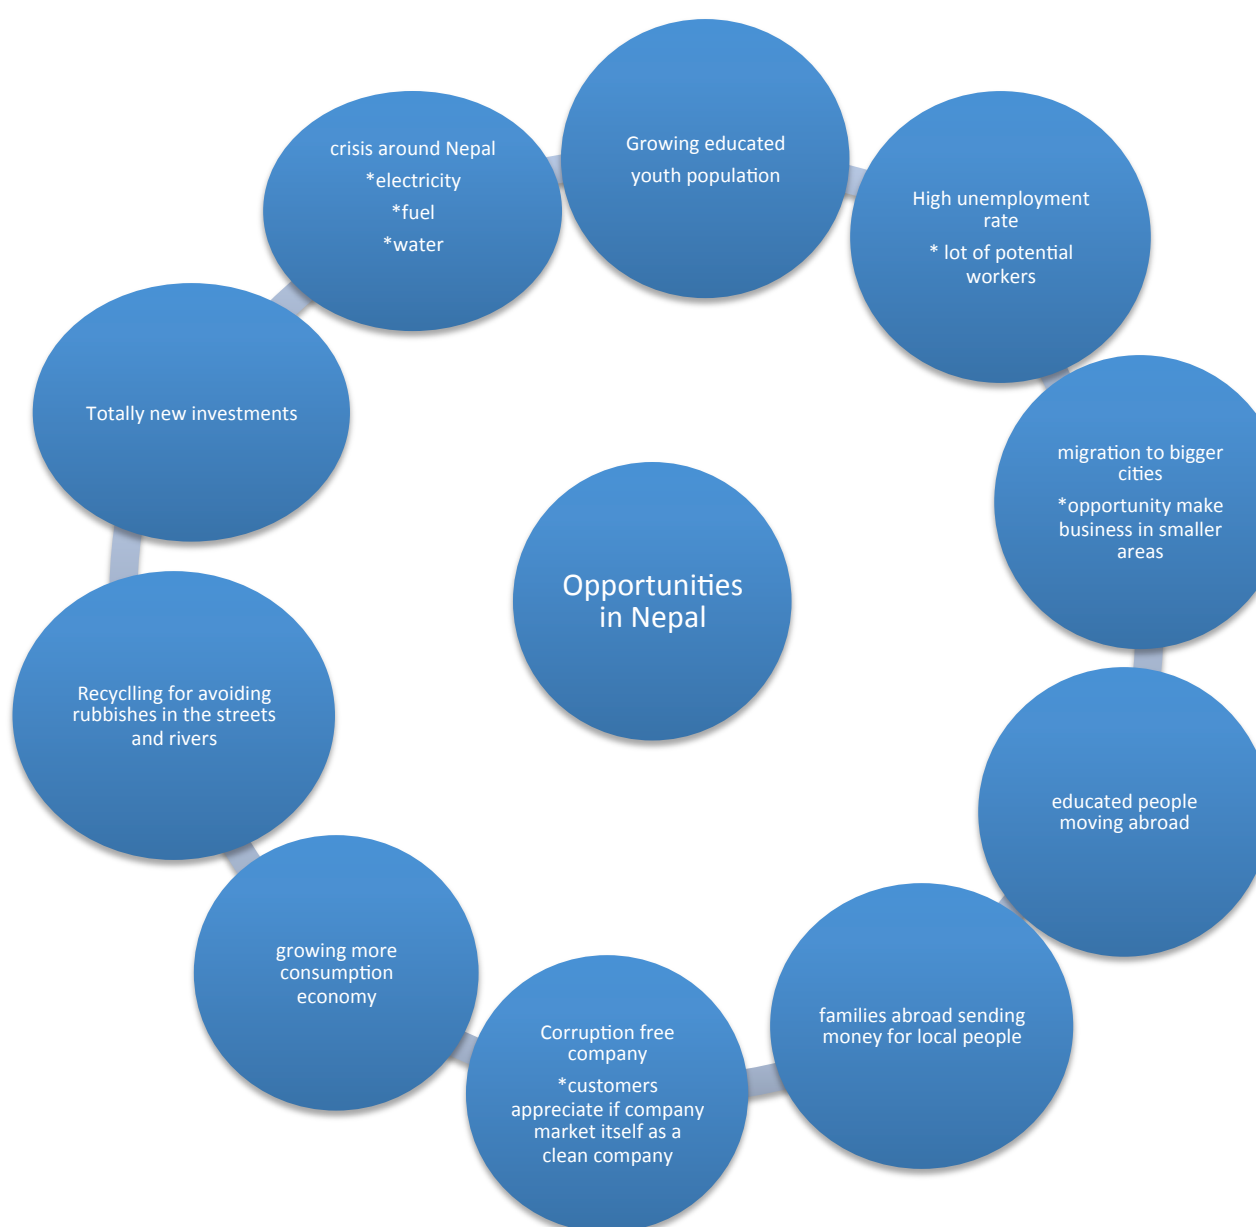 Growing educated
youth population
High unemployment
rate
* lot of potential
workers
migration to bigger
cities
*opportunity make
business in smaller
areas
educated people
moving abroad
families abroad sending
money for local people
Corruption free
company
*customers
appreciate if company
market itself as a
clean company
growing more
consumption
economy
Recyclling for avoiding
rubbishes in the streets
and rivers
Totally new investments
crisis around Nepal
*electricity
*fuel
*water
Opportunities
in Nepal